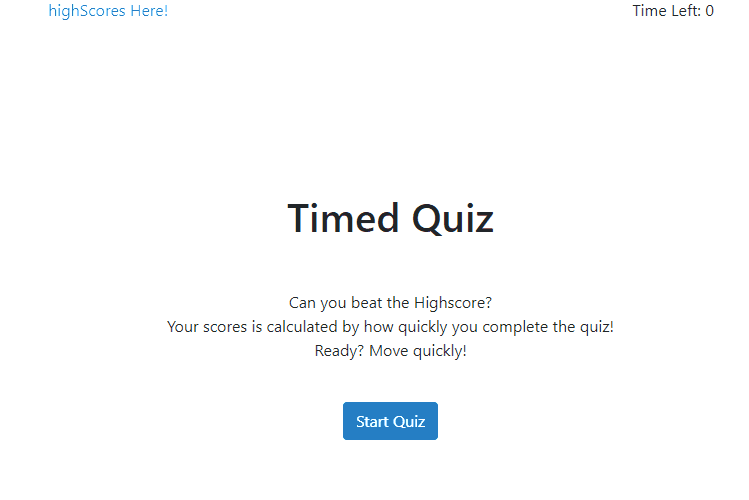 highScores Here!
Time Left: 0
Timed Quiz
Can you beat the Highscore?
Your scores is calculated by how quickly you complete the quiz!
Ready? Move quickly!
Start Quiz